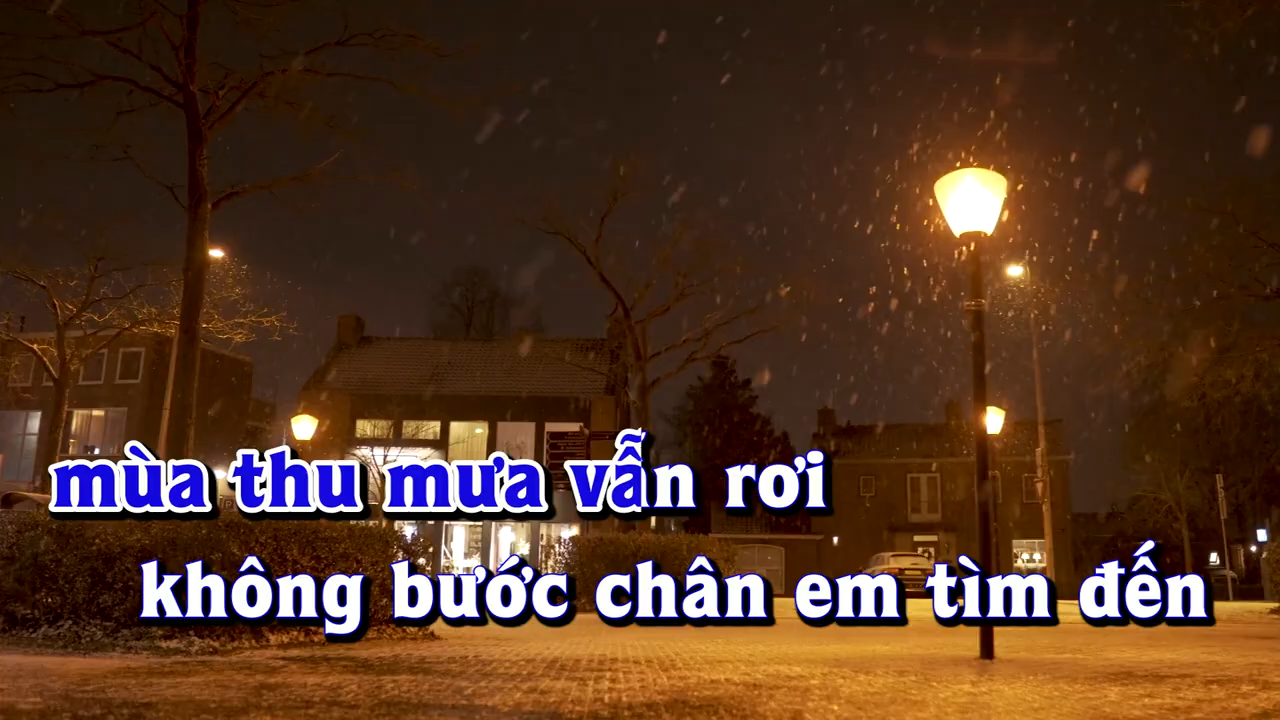 mùa thu mưa vẫn rơi
không bước chân em tìm đến